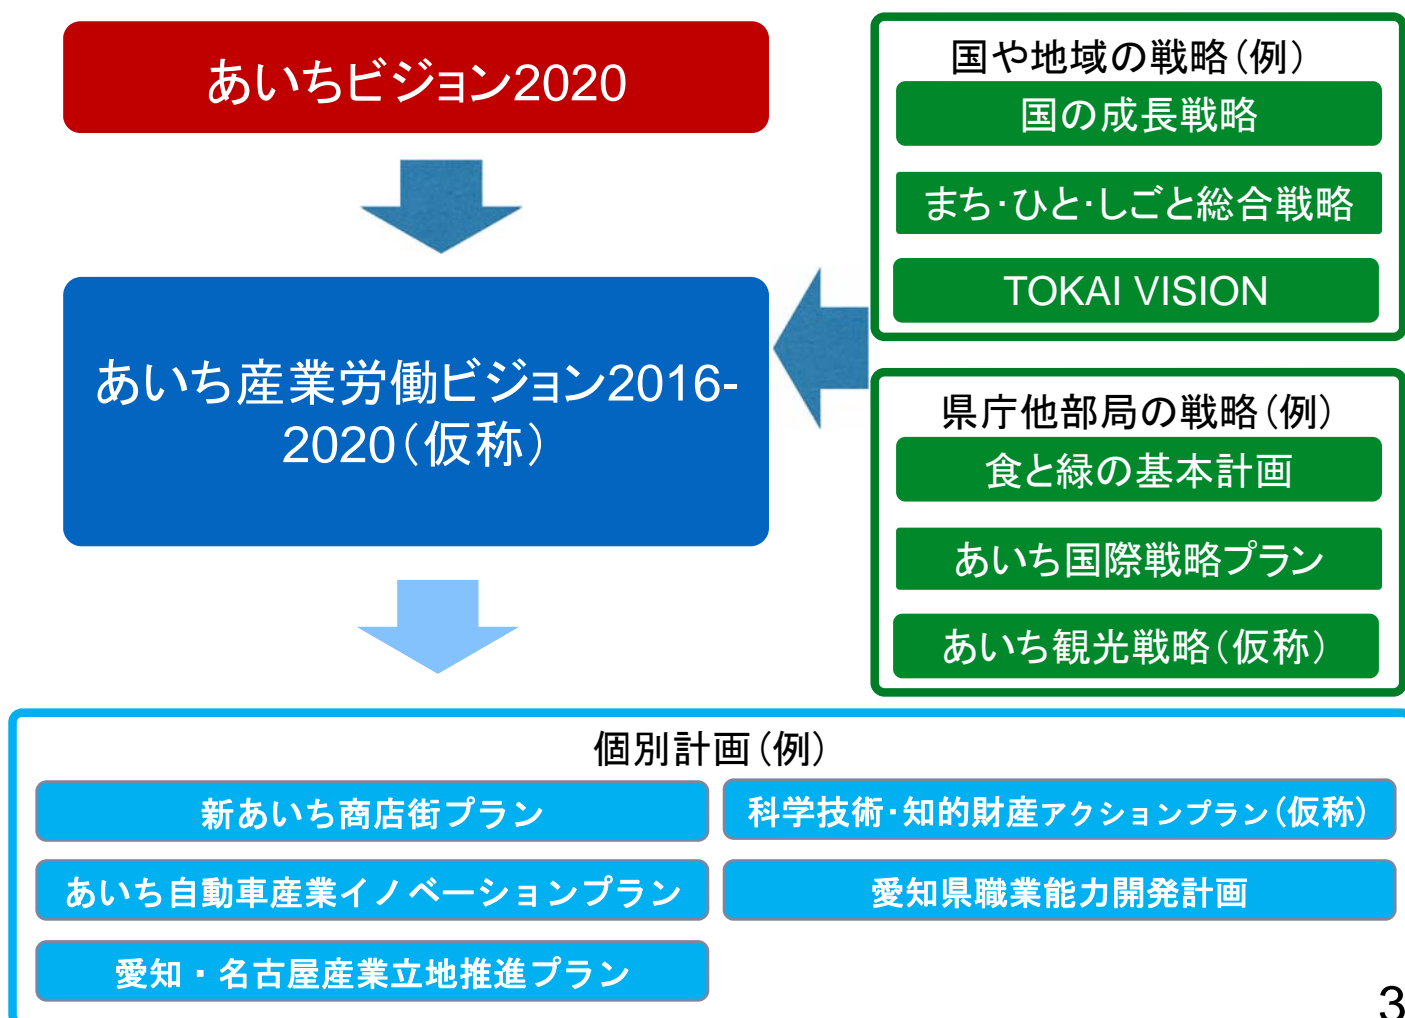 あいちビジョン2020
国や地域の戦略(例)
国の成長戦略
まち・ひと・しごと総合戦略
TOKAI VISION
あいち産業労働ビジョン2016-
2020(仮称)
県庁他部局の戦略(例)
食と緑の基本計画
あいち国際戦略プラン
あいち観光戦略(仮称)
個別計画(例)
新あいち商店街プラン
科学技術・知的財産アクションプラン(仮称)
あいち自動車産業イノベーションプラン
愛知県職業能力開発計画
愛知・名古屋産業立地推進プラン
3